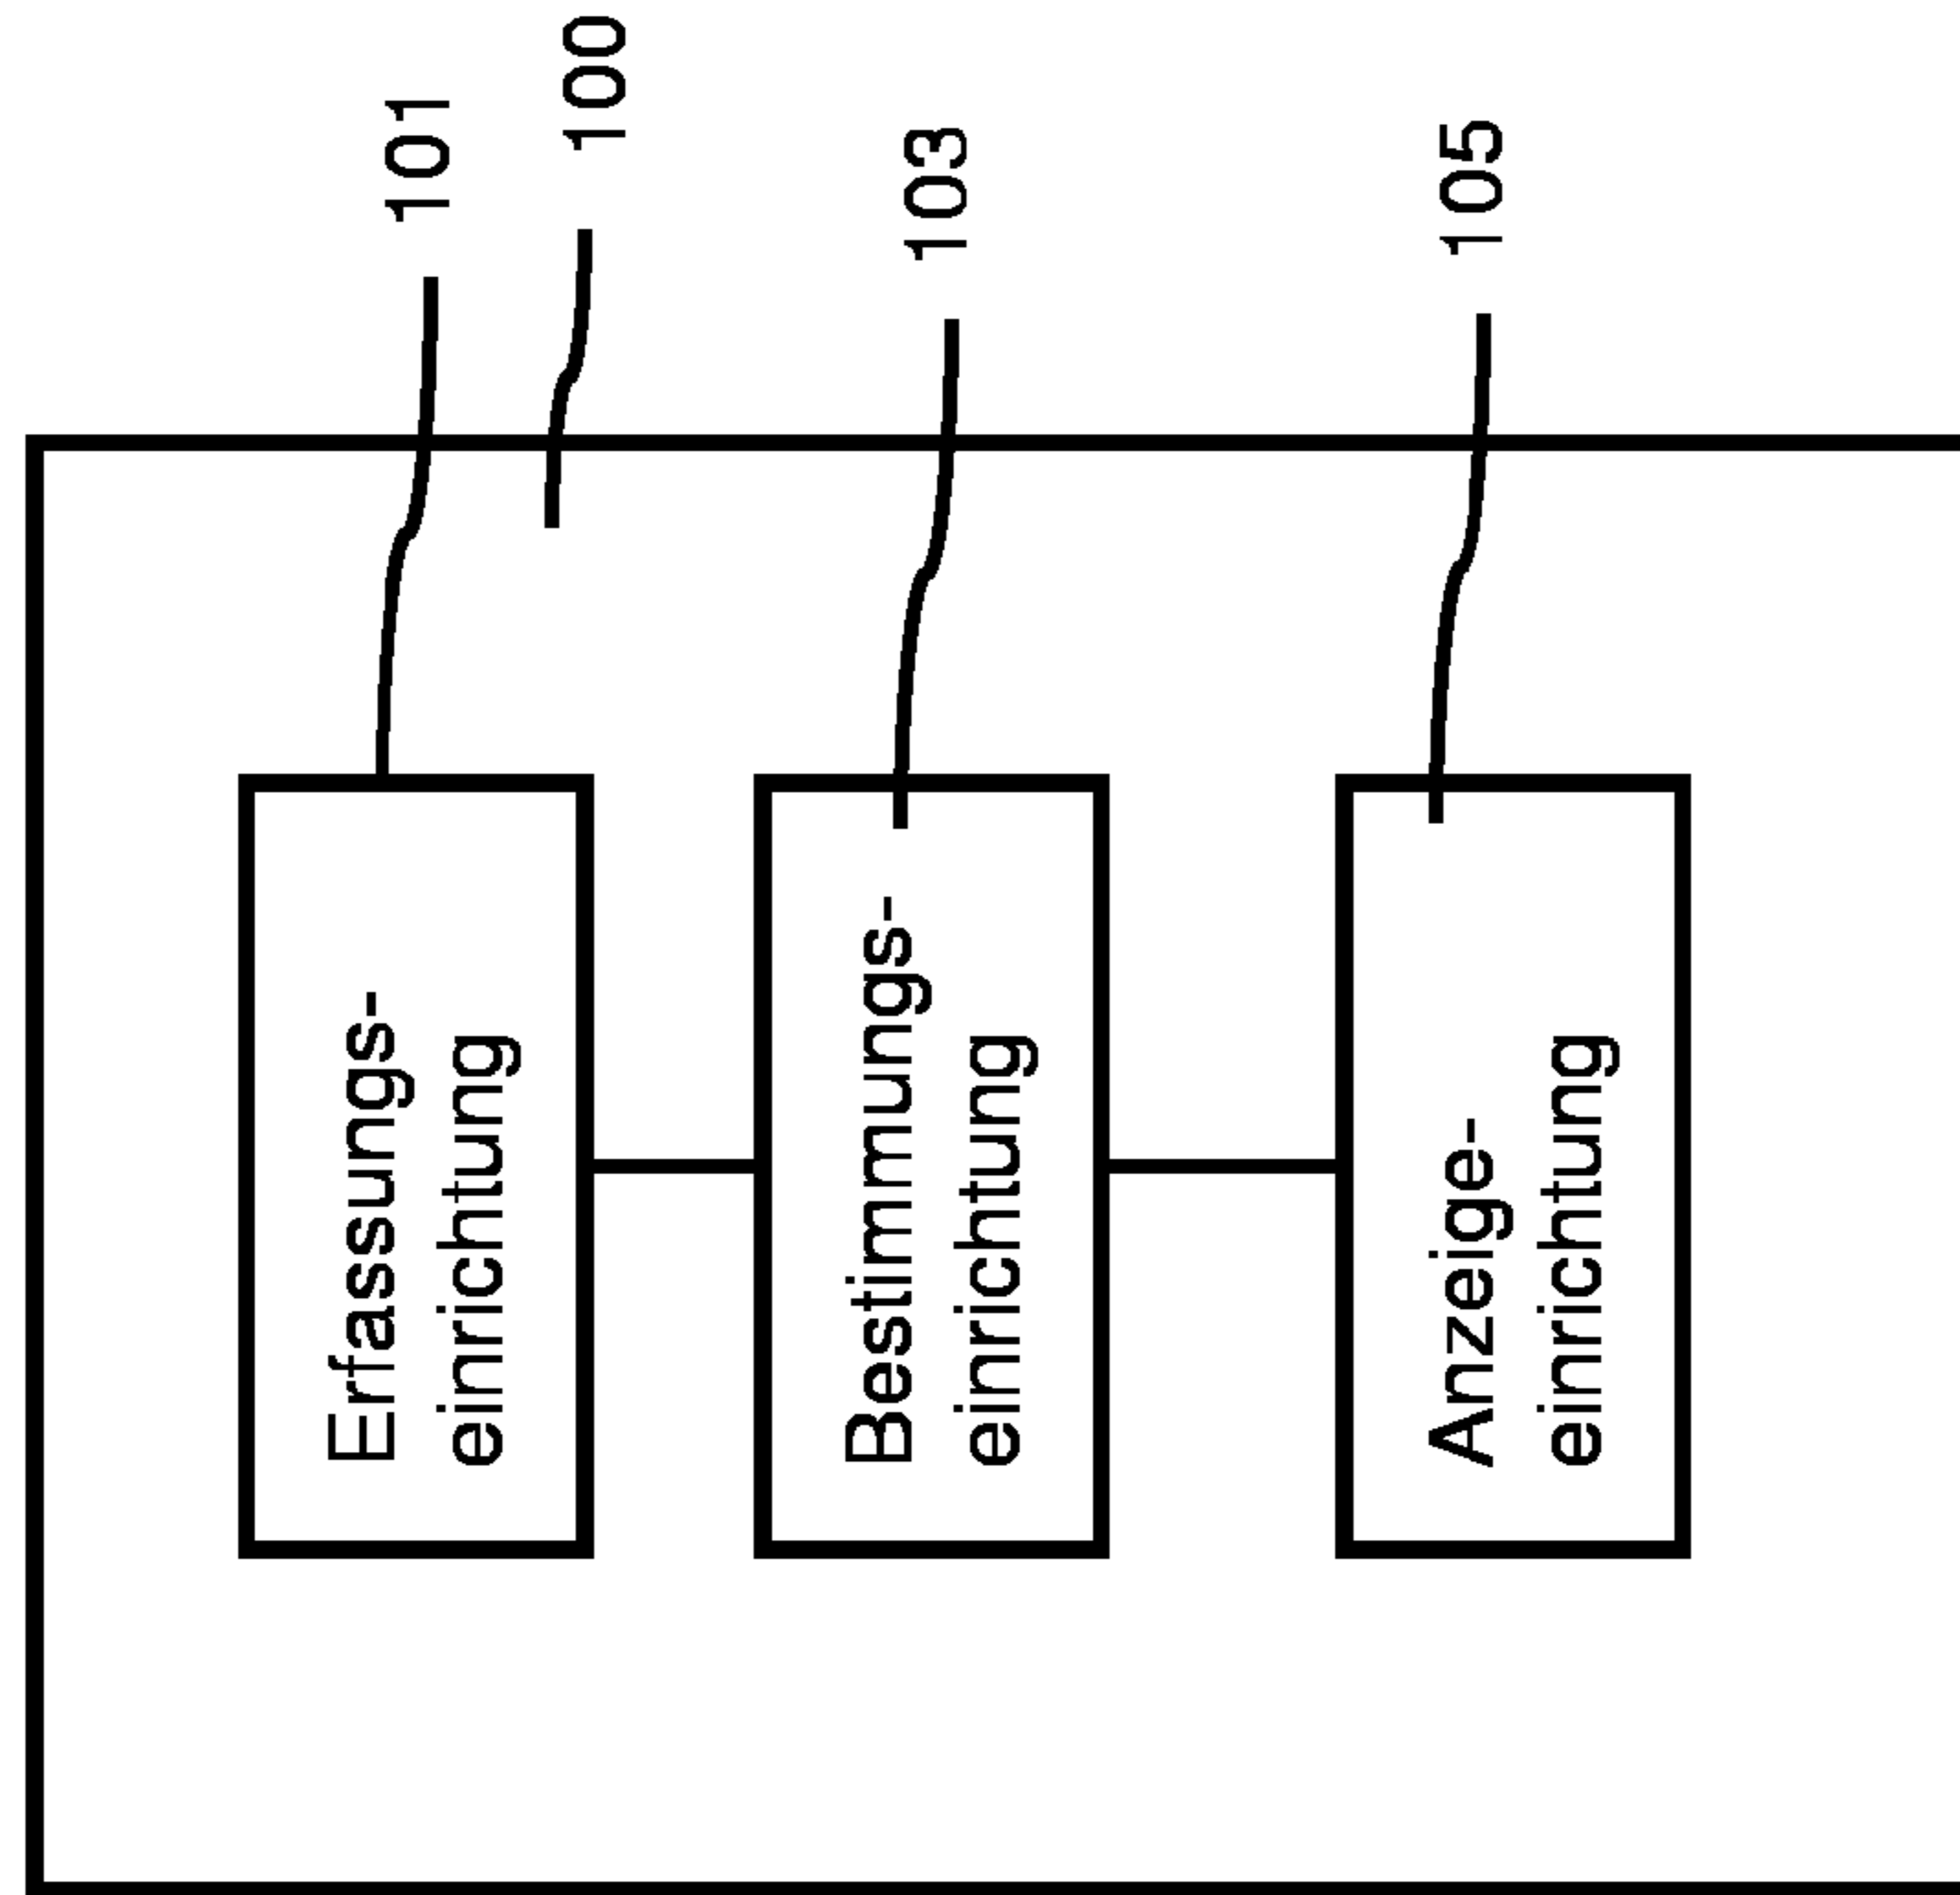 101
100
103
105
Erfassungs-
einrichtung
Bestimmungs-
einrichtung
Anzeige-
einrichtung